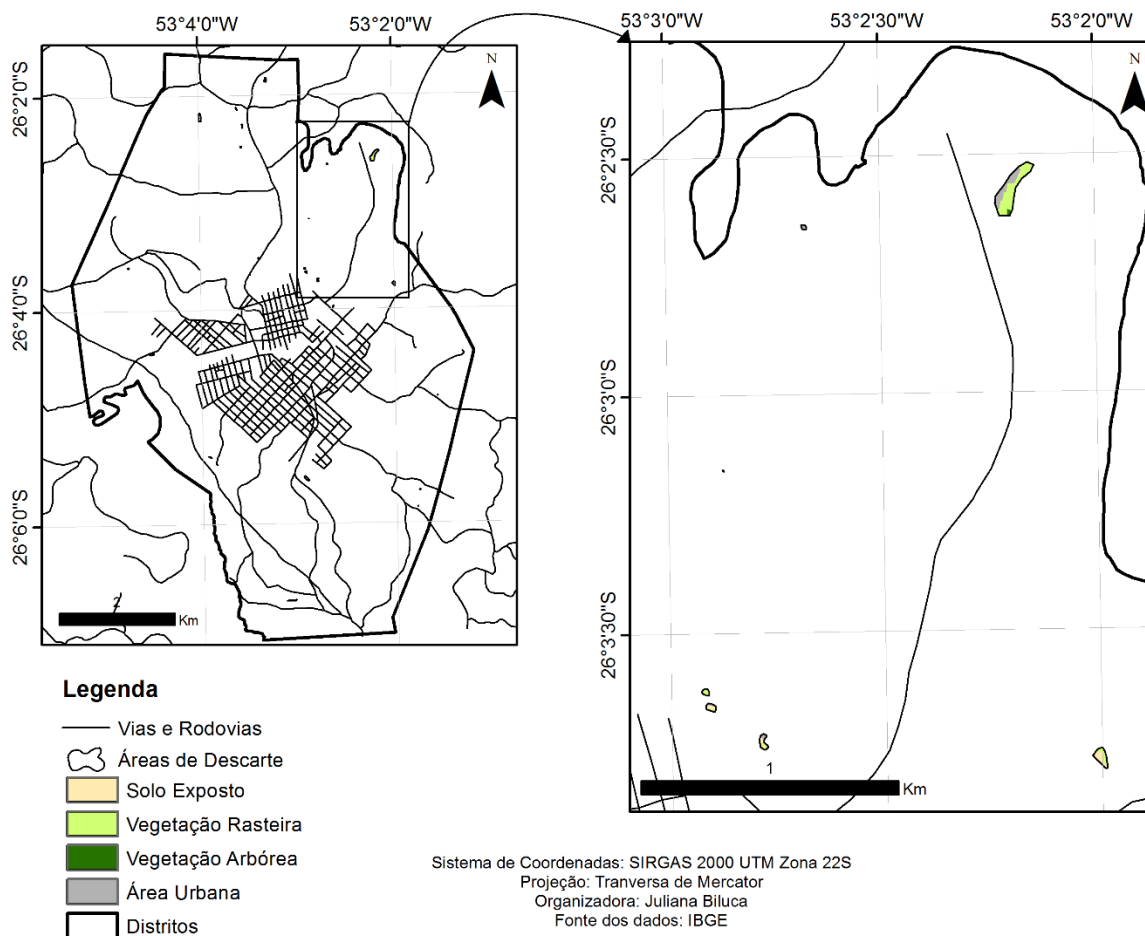 53°4'0"W 53°2'0"W
53°3'0"W 53°2'30"W 53°2'0"W
N
N
26°2'0"S
26°4'0"S
26°6'0"S
2
Km
26°2'30"S
26°3'0"S
26°3'30"S
1
Km
Legenda
Vias e Rodovias
Áreas de Descarte
Solo Exposto
Vegetação Rasteira
Vegetação Arbórea
Área Urbana
Distritos
Sistema de Coordenadas: SIRGAS 2000 UTM Zona 22S
Projeção: Tranversa de Mercator
Organizadora: Juliana Biluca
Fonte dos dados: IBGE